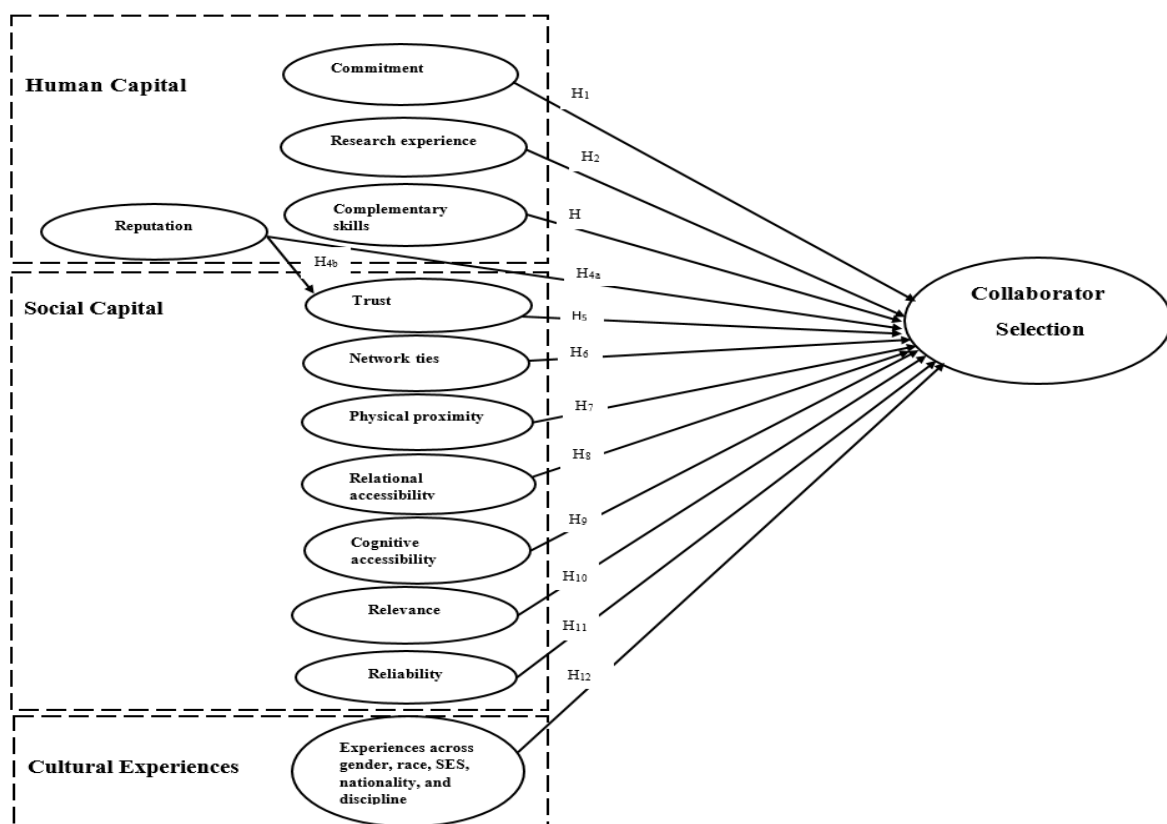 Human Capital
Commitment
H1
Research experience
H2
Complementary
skills
H
Reputation
H4b
H4a
Social Capital
Trust
H5
Network ties
H6
Physical proximity
H7
Relational
accessibility
H8
Cognitive
accessibility
H9
Relevance
H10
Reliability
H11
H12
Cultural Experiences
Experiences across
gender, race, SES,
nationality, and
discipline
Collaborator
Selection